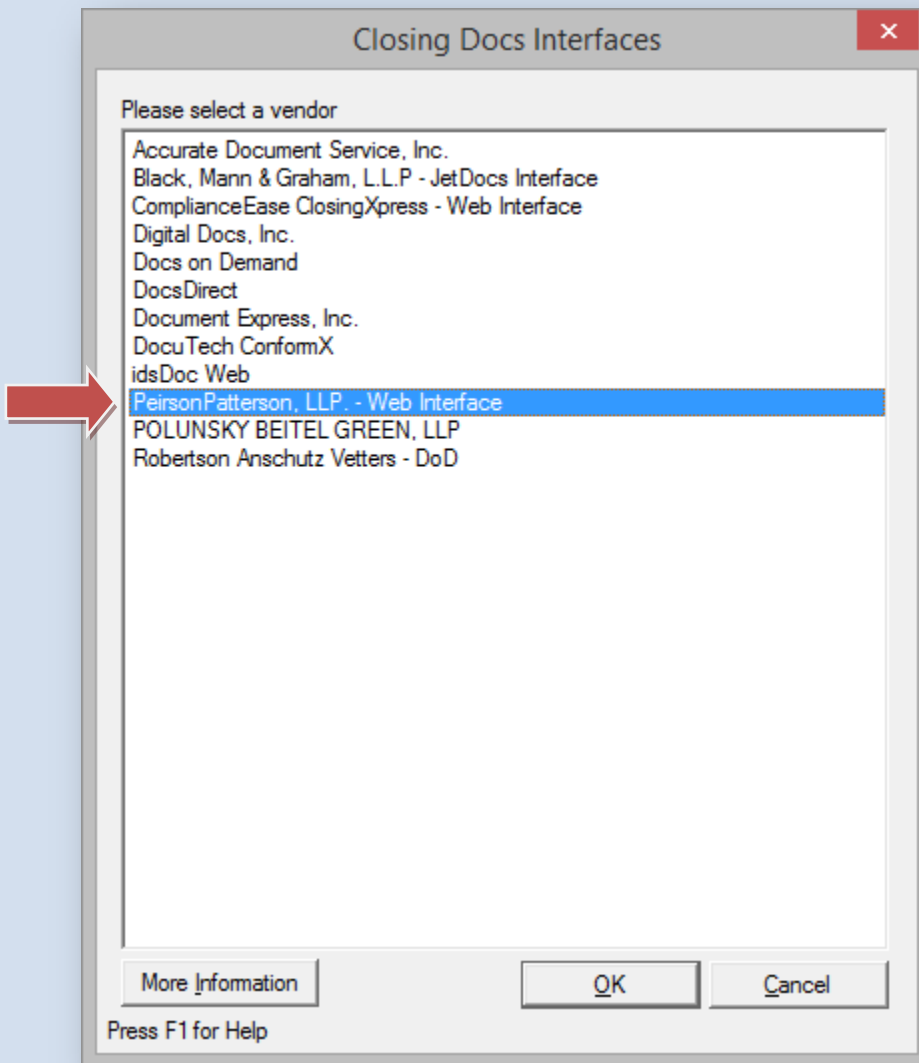 Closing Docs Interfaces
Please select a vendor
Accurate Document Service, Inc.
Black, Mann & Graham, L.L.P - JetDocs Interface
ComplianceEase ClosingXpress - Web Interface
Digital Docs, Inc.
Docs on Demand
DocsDirect
Document Express, Inc.
DocuTech ConformX
idsDoc Web
PeirsonPatterson, LLP. - Web Interface
POLUNSKY BEITEL GREEN, LLP
Robertson Anschutz Vetters - DoD
More Information
OK
Cancel
Press F1 for Help